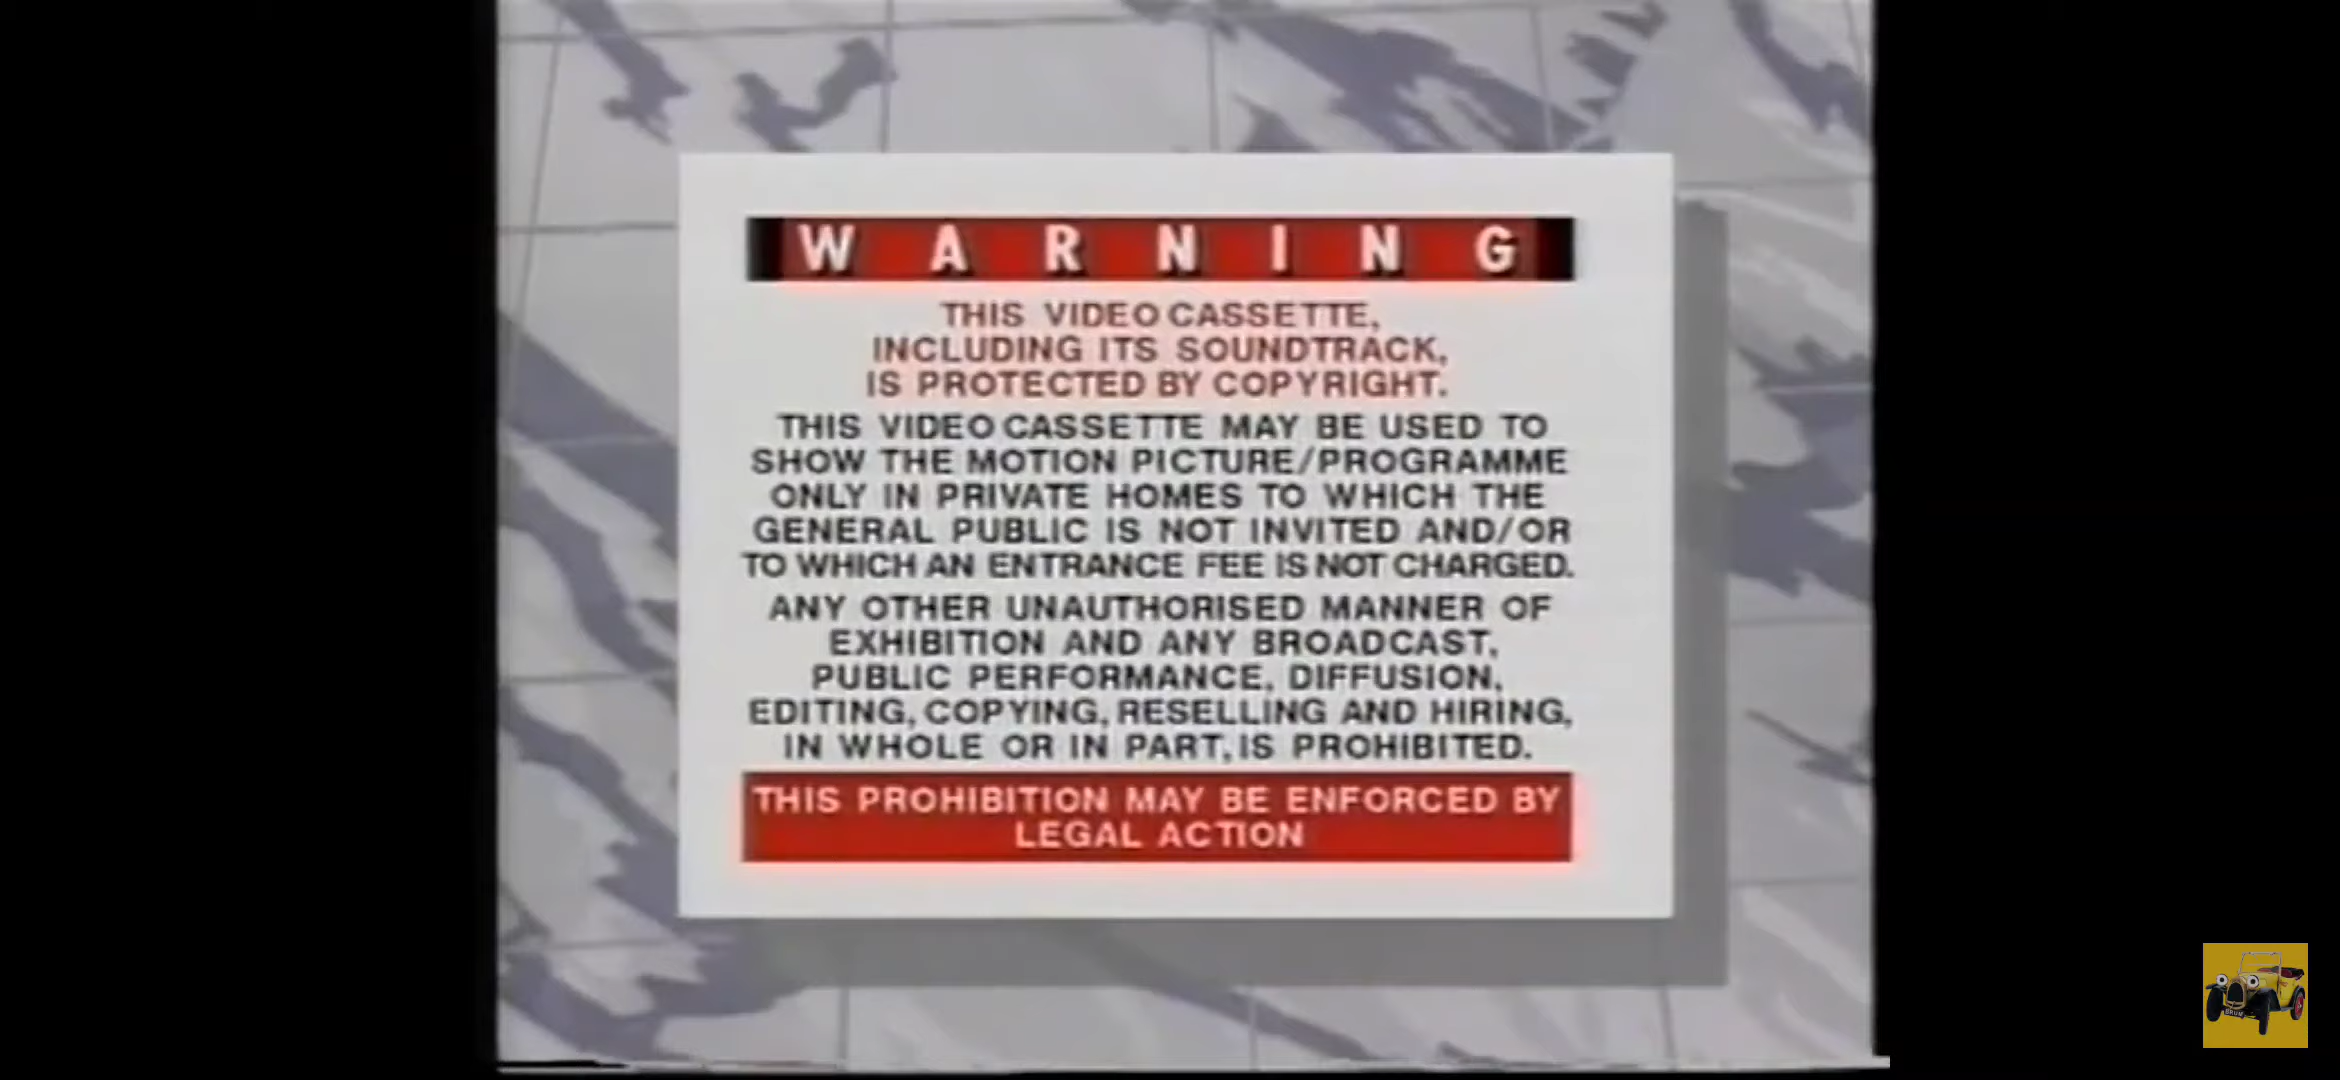 WARNING
THIS VIDEO CASSETTE,
INCLUDING ITS SOUNDTRACK,
IS PROTECTED BY COPYRIGHT.
THIS VIDEO CASSETTE MAY BE USED TO
SHOW THE MOTION PICTURE/PROGRAMME
ONLY IN PRIVATE HOMES TO WHICH THE
GENERAL PUBLIC IS NOT INVITED AND/OR
TO WHICH AN ENTRANCE FEE IS NOT CHARGED.
ANY OTHER UNAUTHORISED MANNER OF
EXHIBITION AND ANY BROADCAST,
PUBLIC PERFORMANCE, DIFFUSION,
EDITING, COPYING, RESELLING AND HIRING,
IN WHOLE OR IN PART, IS PROHIBITED.
THIS PROHIBITION MAY BE ENFORCED BY
LEGAL ACTION
BRUM